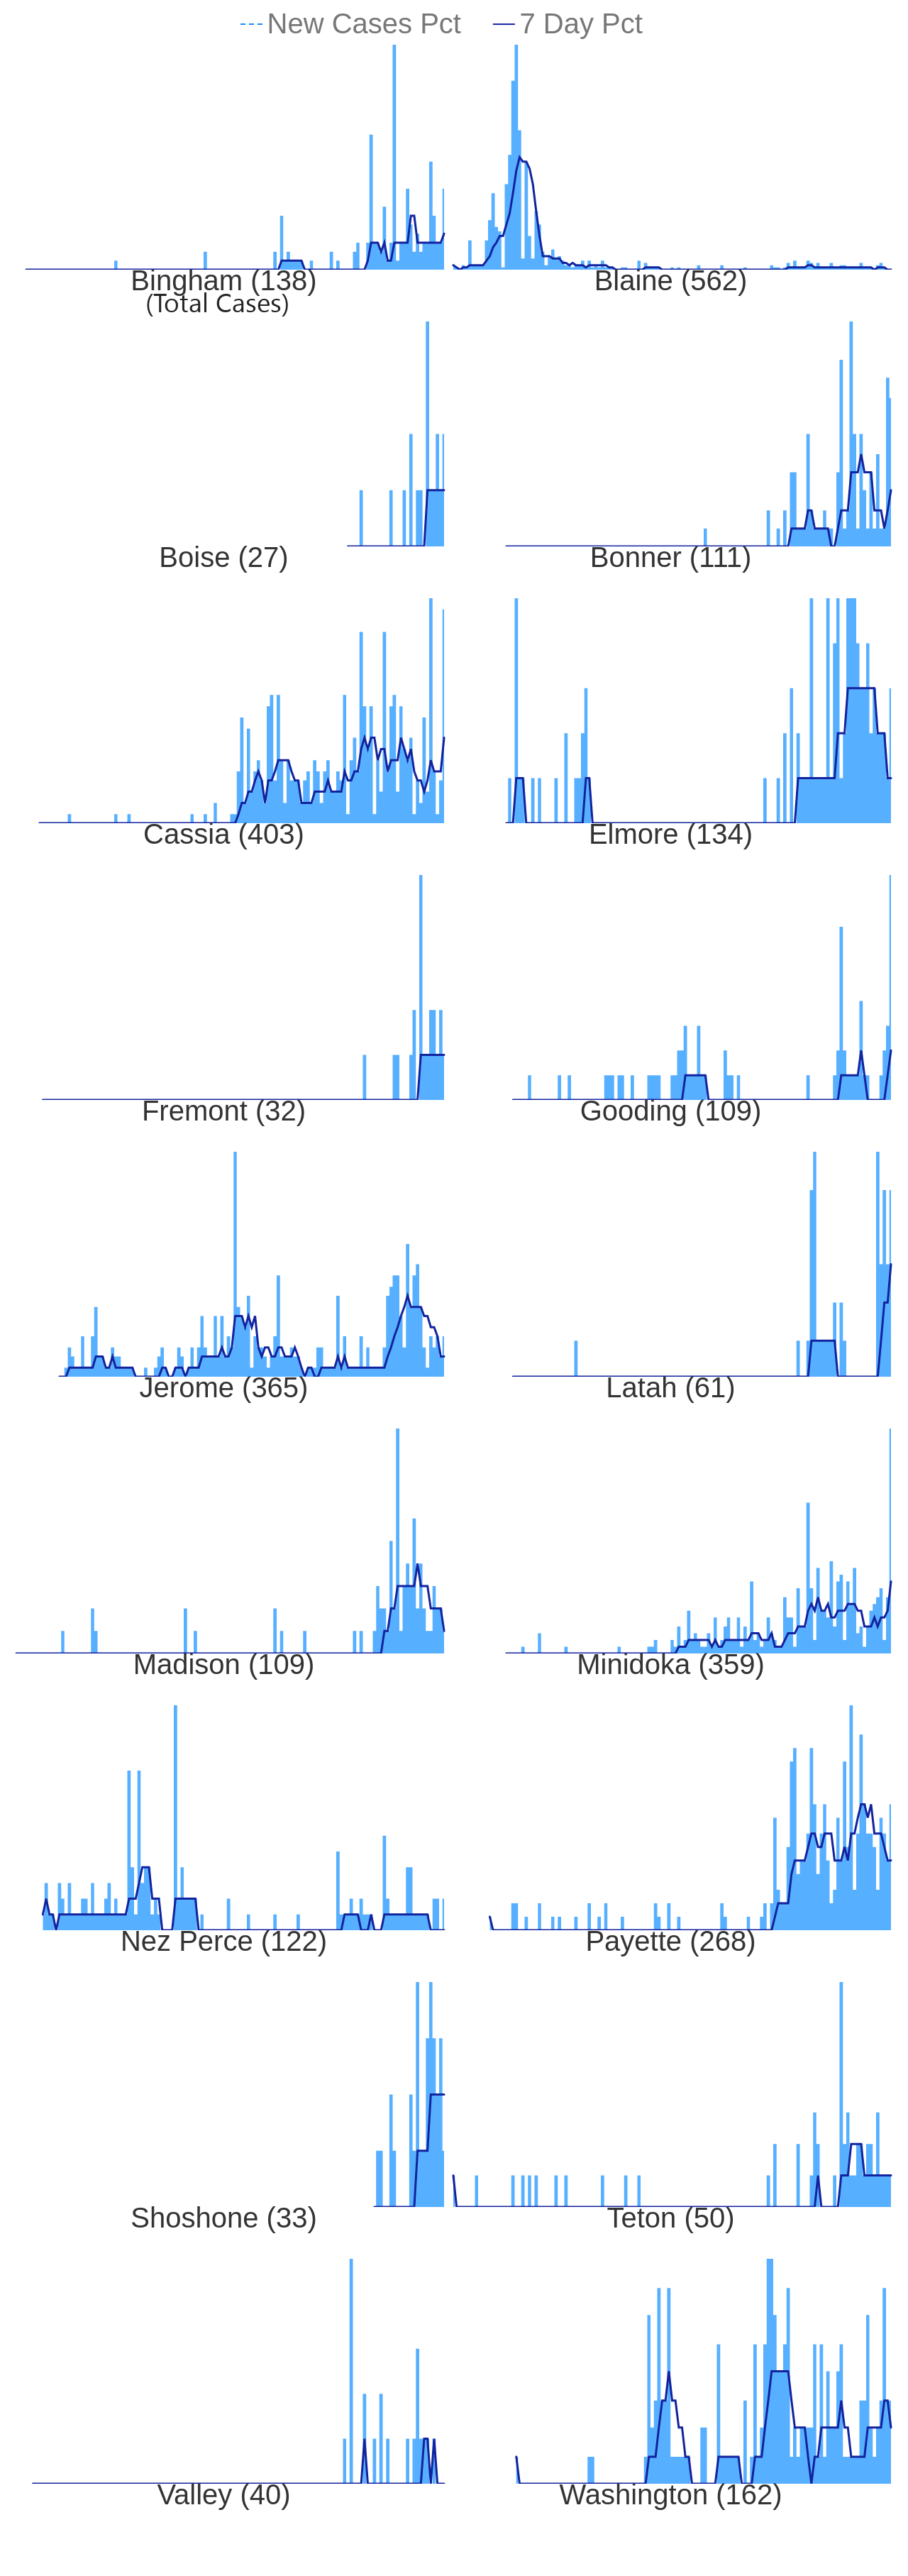 New Cases Pct 7 Day Pct
Bingham (138) Blaine (562)
(Total Cases)
Boise (27) Bonner (111)
Cassia (403) Elmore (134)
Fremont (32) Gooding (109)
Jerome (365) Latah (61)
Madison (109) Minidoka (359)
Nez Perce (122) Payette (268)
Shoshone (33) Teton (50)
Valley (40) Washington (162)